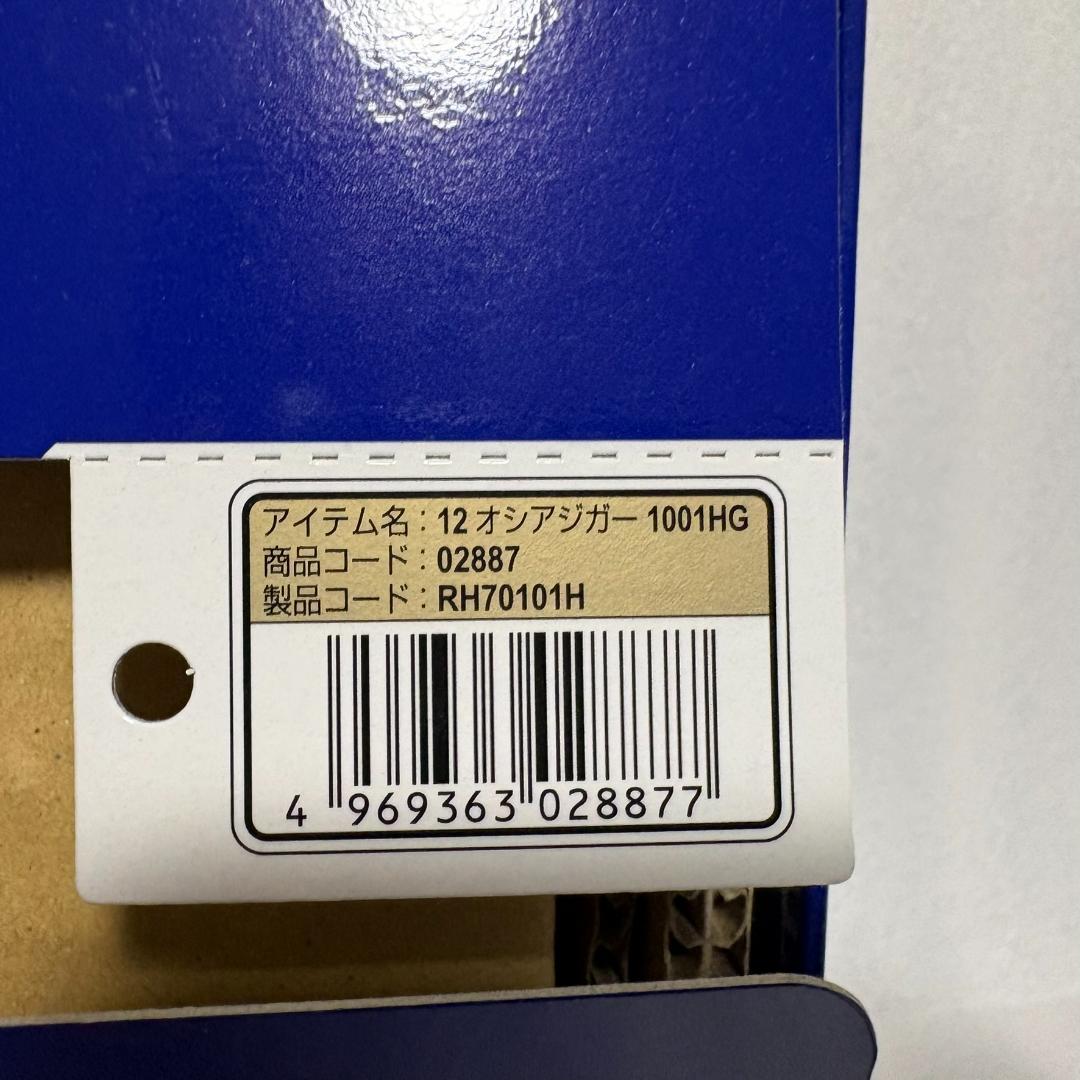 アイテム名：12 オシアジガー 1001HG
商品コード：02887
製品コード：RH70101H
4 969363 028877